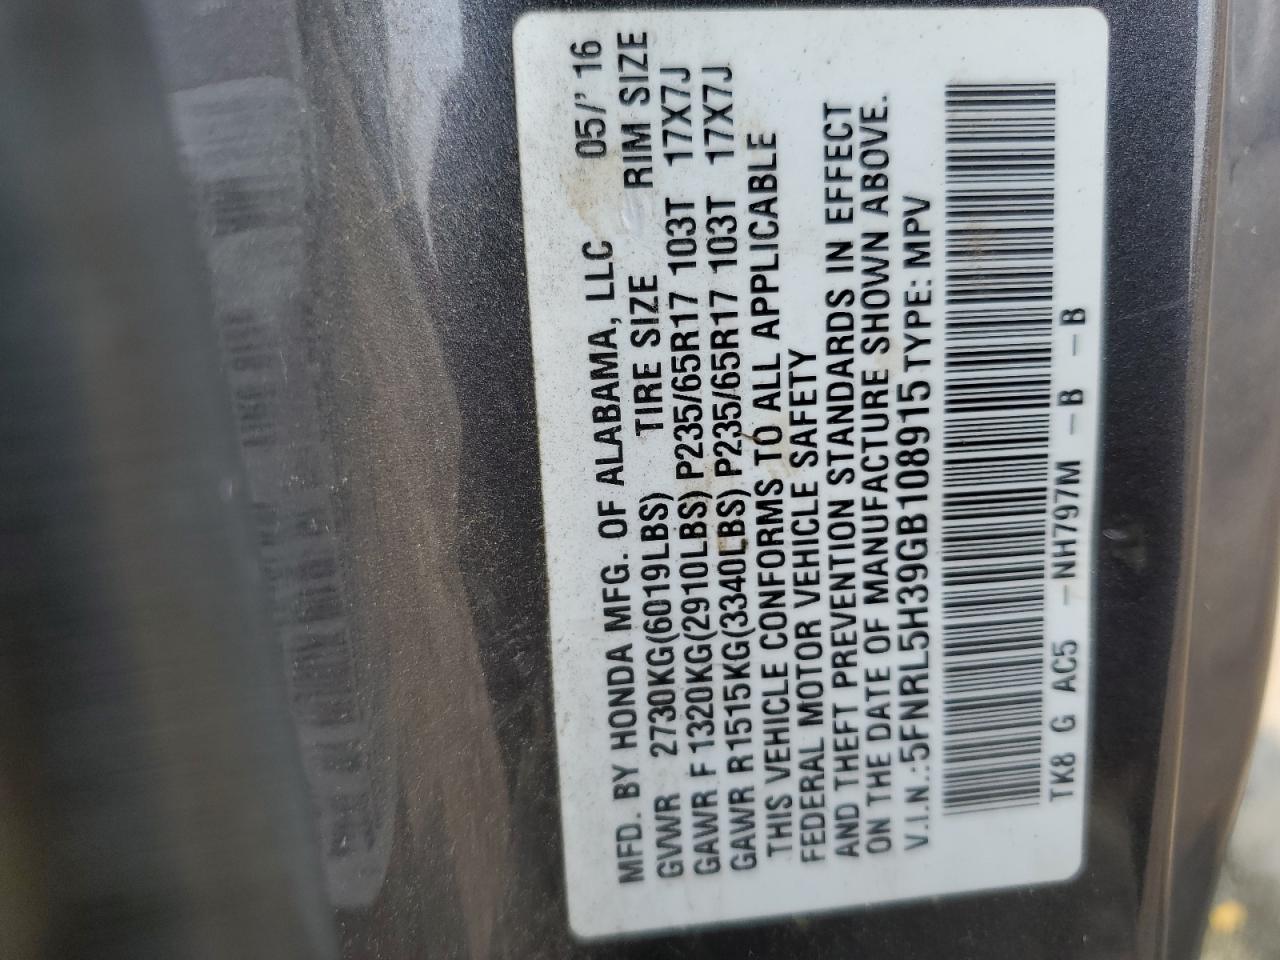 MFD. BY HONDA MFG. OF ALABAMA, LLC 05/' 16
GVWR 2730KG(6019LBS) TIRE SIZE RIM SIZE
GAWR F 1320KG(2910LBS) P235/65R17 103T 17X7J
GAWR R 1515KG(3340LBS) P235/65R17 103T 17X7J
THIS VEHICLE CONFORMS TO ALL APPLICABLE
FEDERAL MOTOR VEHICLE SAFETY
AND THEFT PREVENTION STANDARDS IN EFFECT
ON THE DATE OF MANUFACTURE SHOWN ABOVE.
V.I.N.:5FNRL5H39GB108915 TYPE: MPV
TK8 G AC5 -NH797M -B -B